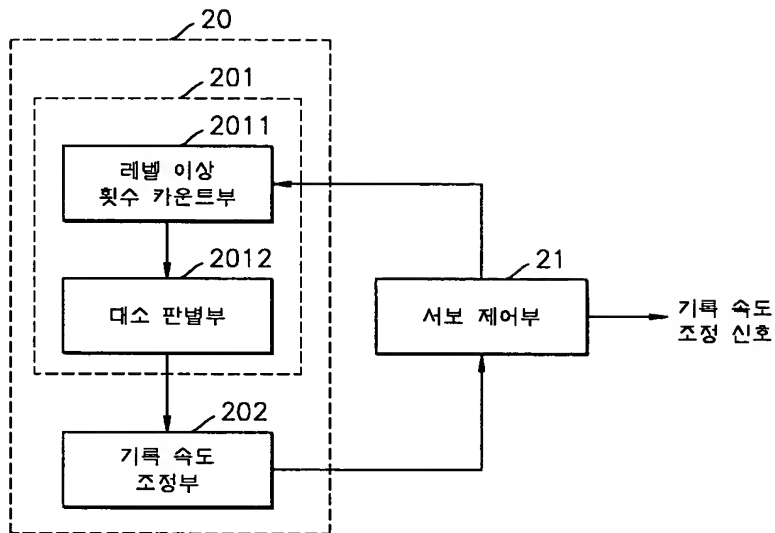 20
201
2011
레벨 이상
횟수 카운트부
2012
대소 판별부
21
서보 제어부
기록 속도
조정 신호
202
기록 속도
조정부